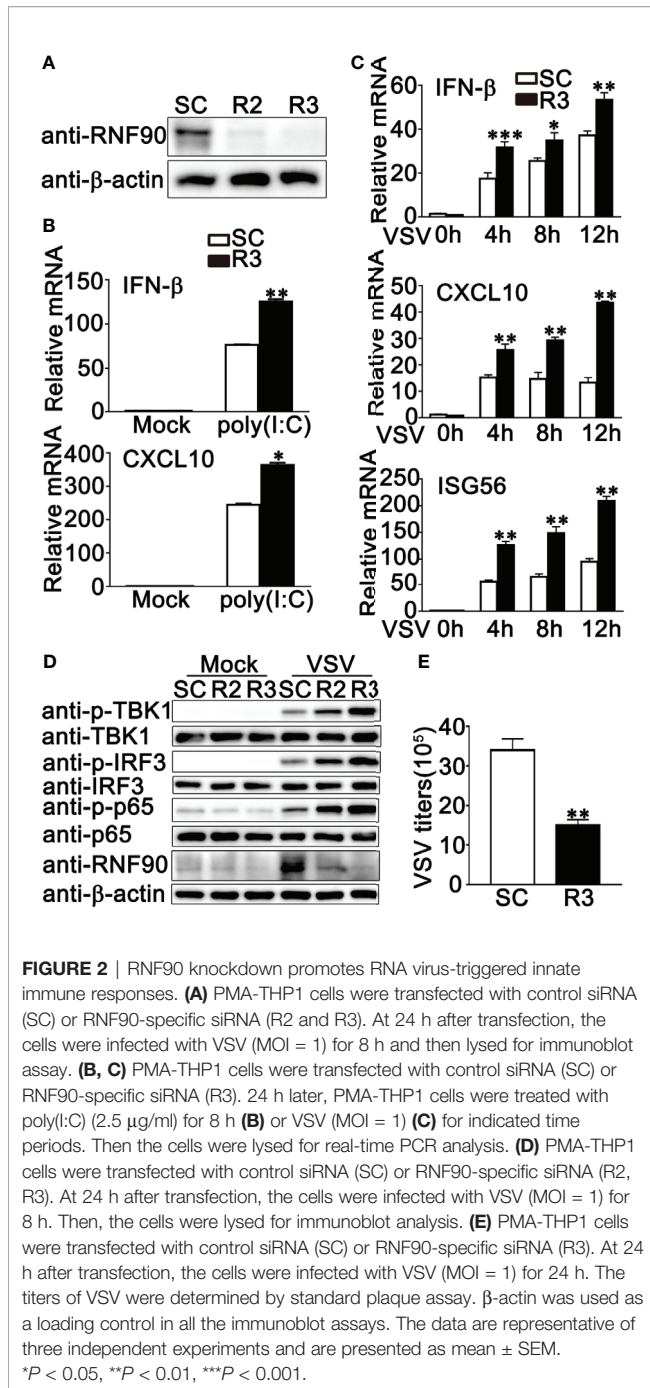 A
SC R2 R3
anti-RNF90
anti-β-actin
B
SC
R3
Relative mRNA
150
100
50
0
IFN-β
**
Mock poly(I:C)
Relative mRNA
400
300
200
100
0
CXCL10
*
Mock poly(I:C)
C
IFN-β
SC
R3
Relative mRNA
60
40
20
0
*** * **
VSV 0h 4h 8h 12h
CXCL10
Relative mRNA
50
40
30
20
10
0
** ** **
VSV 0h 4h 8h 12h
ISG56
Relative mRNA
250
200
150
100
50
0
** ** **
VSV 0h 4h 8h 12h
D
Mock VSV
SC R2 R3 SC R2 R3
anti-p-TBK1
anti-TBK1
anti-p-IRF3
anti-IRF3
anti-p-p65
anti-p65
anti-RNF90
anti-β-actin
E
VSV titers(10⁵)
40
30
20
10
0
**
SC R3
FIGURE 2 | RNF90 knockdown promotes RNA virus-triggered innate
immune responses. (A) PMA-THP1 cells were transfected with control siRNA
(SC) or RNF90-specific siRNA (R2 and R3). At 24 h after transfection, the
cells were infected with VSV (MOI = 1) for 8 h and then lysed for immunoblot
assay. (B, C) PMA-THP1 cells were transfected with control siRNA (SC) or
RNF90-specific siRNA (R3). 24 h later, PMA-THP1 cells were treated with
poly(I:C) (2.5 μg/ml) for 8 h (B) or VSV (MOI = 1) (C) for indicated time
periods. Then the cells were lysed for real-time PCR analysis. (D) PMA-THP1
cells were transfected with control siRNA (SC) or RNF90-specific siRNA (R2,
R3). At 24 h after transfection, the cells were infected with VSV (MOI = 1) for
8 h. Then, the cells were lysed for immunoblot analysis. (E) PMA-THP1 cells
were transfected with control siRNA (SC) or RNF90-specific siRNA (R3). At 24
h after transfection, the cells were infected with VSV (MOI = 1) for 24 h. The
titers of VSV were determined by standard plaque assay. β-actin was used as
a loading control in all the immunoblot assays. The data are representative of
three independent experiments and are presented as mean ± SEM.
*P < 0.05, **P < 0.01, ***P < 0.001.